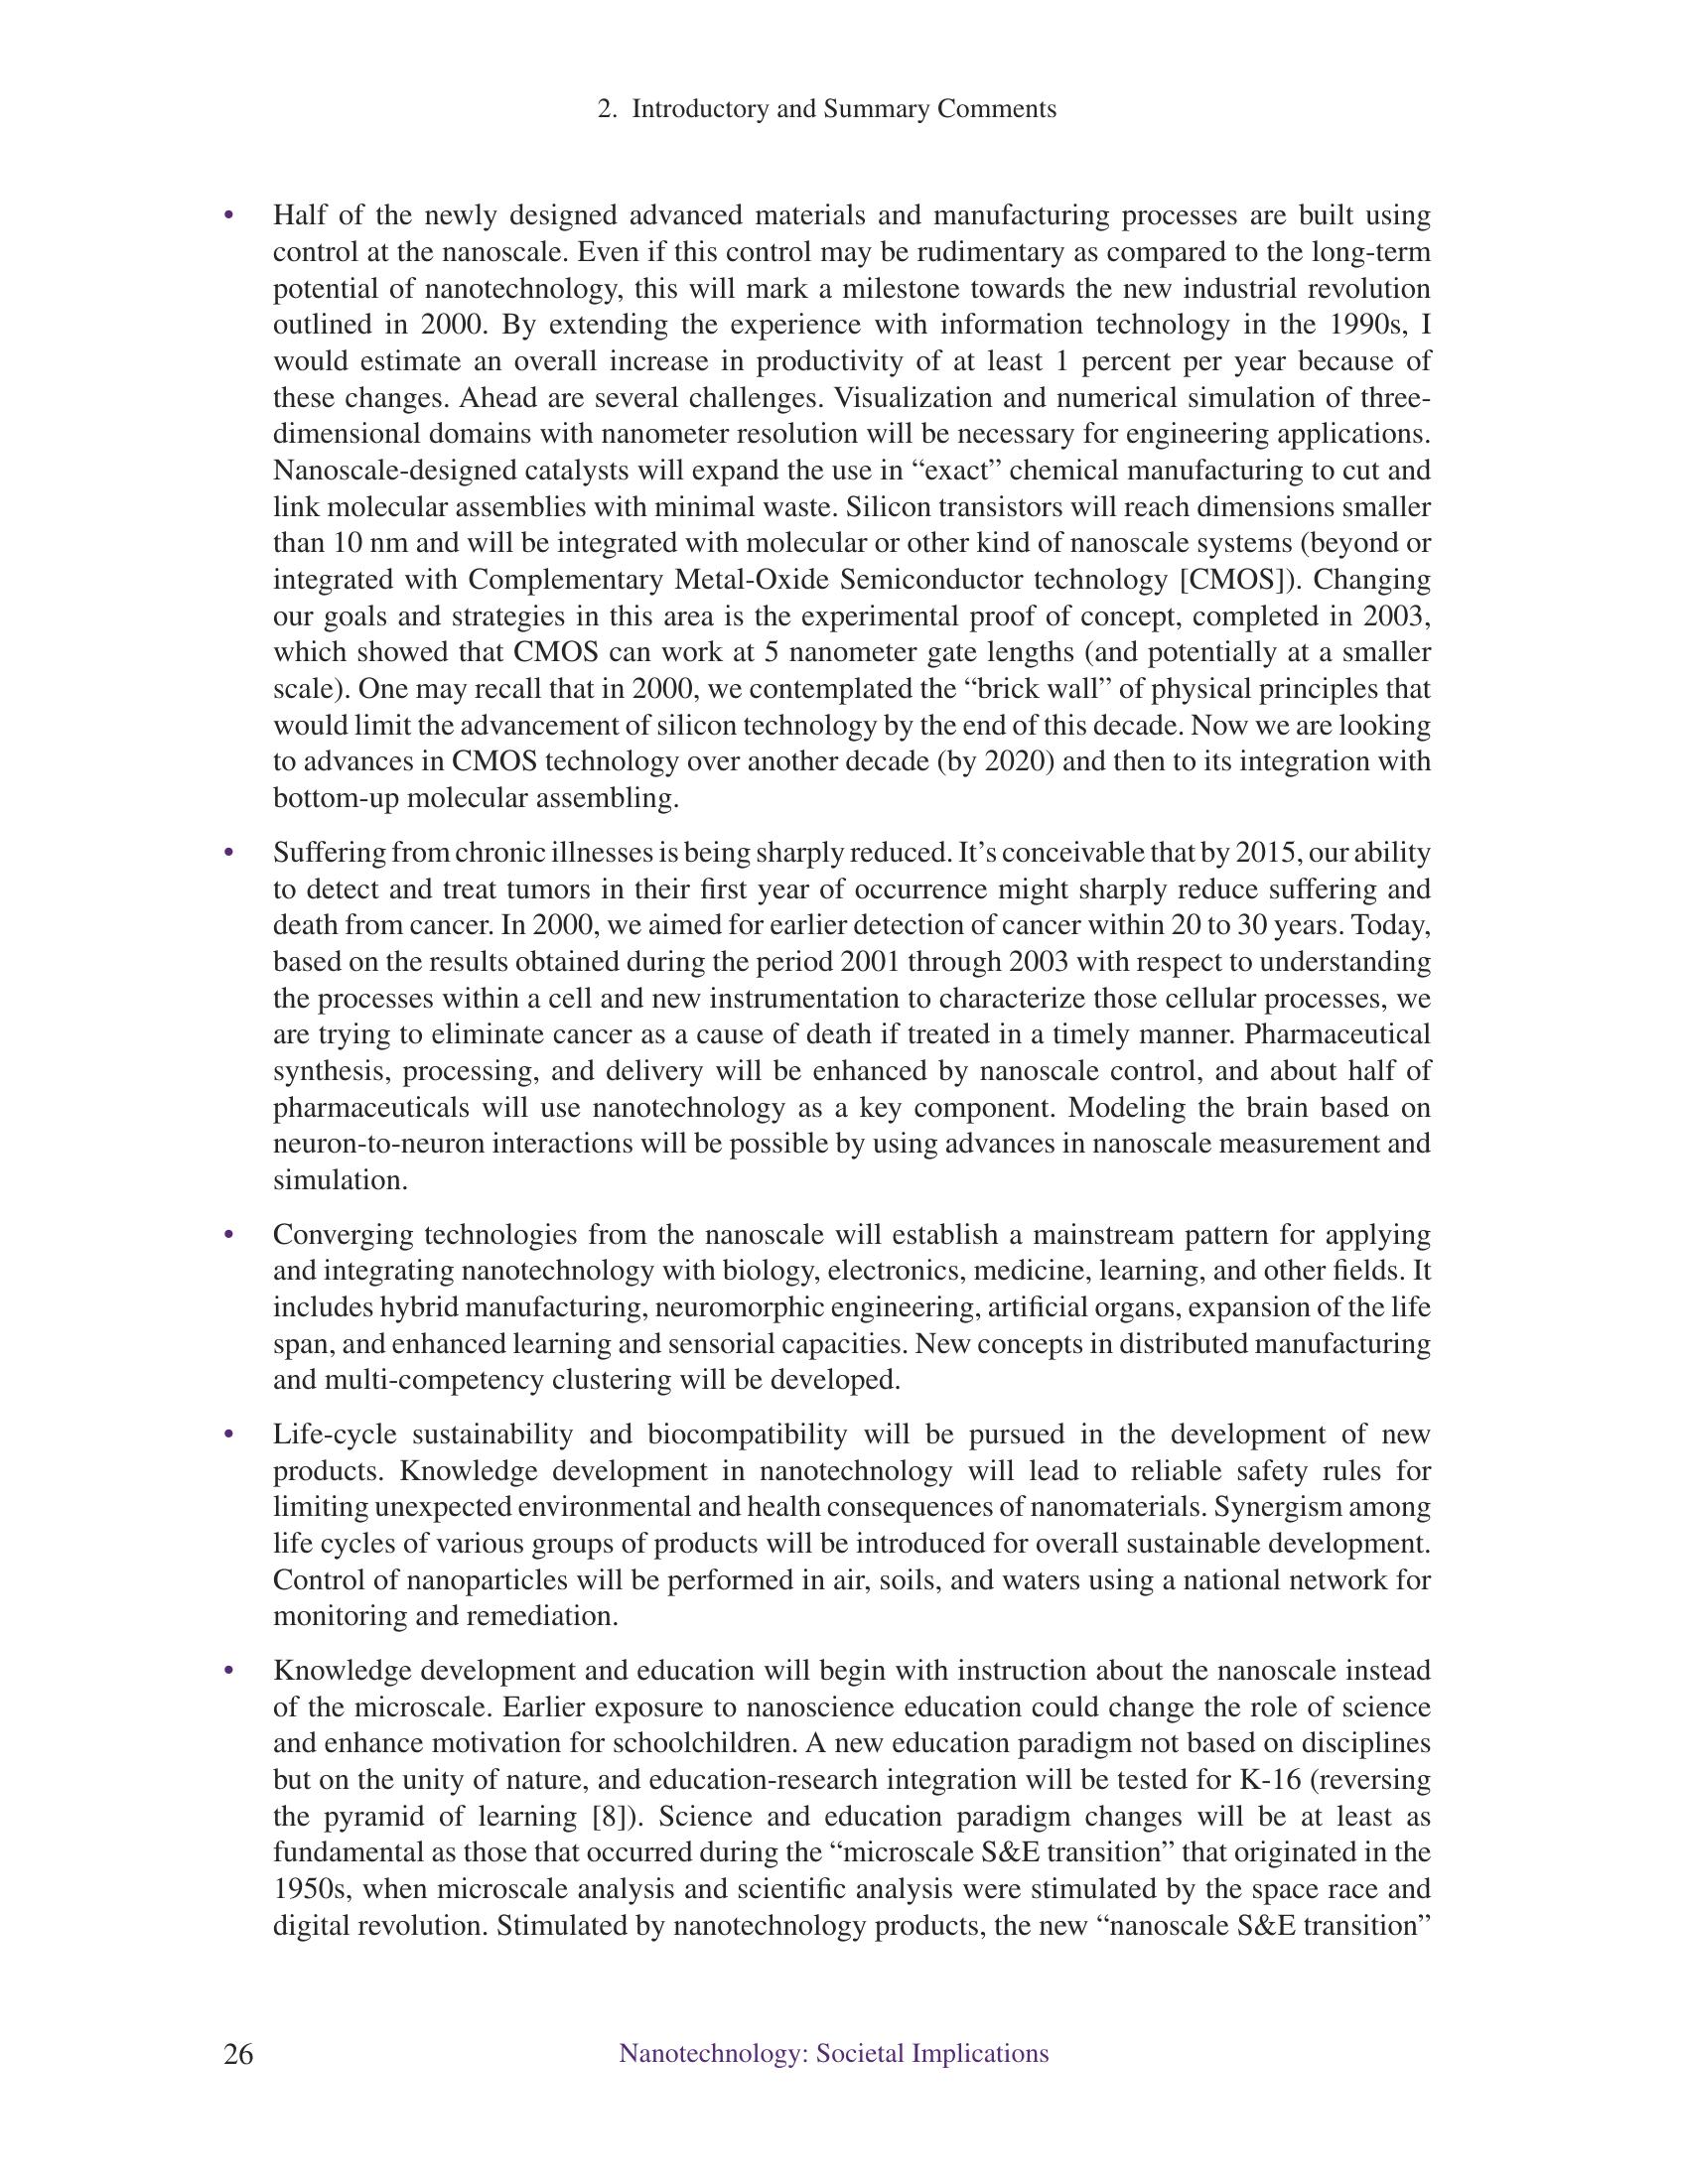 2. Introductory and Summary Comments
• Half of the newly designed advanced materials and manufacturing processes are built using
control at the nanoscale. Even if this control may be rudimentary as compared to the long-term
potential of nanotechnology, this will mark a milestone towards the new industrial revolution
outlined in 2000. By extending the experience with information technology in the 1990s, I
would estimate an overall increase in productivity of at least 1 percent per year because of
these changes. Ahead are several challenges. Visualization and numerical simulation of three-
dimensional domains with nanometer resolution will be necessary for engineering applications.
Nanoscale-designed catalysts will expand the use in “exact” chemical manufacturing to cut and
link molecular assemblies with minimal waste. Silicon transistors will reach dimensions smaller
than 10 nm and will be integrated with molecular or other kind of nanoscale systems (beyond or
integrated with Complementary Metal-Oxide Semiconductor technology [CMOS]). Changing
our goals and strategies in this area is the experimental proof of concept, completed in 2003,
which showed that CMOS can work at 5 nanometer gate lengths (and potentially at a smaller
scale). One may recall that in 2000, we contemplated the “brick wall” of physical principles that
would limit the advancement of silicon technology by the end of this decade. Now we are looking
to advances in CMOS technology over another decade (by 2020) and then to its integration with
bottom-up molecular assembling.
• Suffering from chronic illnesses is being sharply reduced. It’s conceivable that by 2015, our ability
to detect and treat tumors in their first year of occurrence might sharply reduce suffering and
death from cancer. In 2000, we aimed for earlier detection of cancer within 20 to 30 years. Today,
based on the results obtained during the period 2001 through 2003 with respect to understanding
the processes within a cell and new instrumentation to characterize those cellular processes, we
are trying to eliminate cancer as a cause of death if treated in a timely manner. Pharmaceutical
synthesis, processing, and delivery will be enhanced by nanoscale control, and about half of
pharmaceuticals will use nanotechnology as a key component. Modeling the brain based on
neuron-to-neuron interactions will be possible by using advances in nanoscale measurement and
simulation.
• Converging technologies from the nanoscale will establish a mainstream pattern for applying
and integrating nanotechnology with biology, electronics, medicine, learning, and other fields. It
includes hybrid manufacturing, neuromorphic engineering, artificial organs, expansion of the life
span, and enhanced learning and sensorial capacities. New concepts in distributed manufacturing
and multi-competency clustering will be developed.
• Life-cycle sustainability and biocompatibility will be pursued in the development of new
products. Knowledge development in nanotechnology will lead to reliable safety rules for
limiting unexpected environmental and health consequences of nanomaterials. Synergism among
life cycles of various groups of products will be introduced for overall sustainable development.
Control of nanoparticles will be performed in air, soils, and waters using a national network for
monitoring and remediation.
• Knowledge development and education will begin with instruction about the nanoscale instead
of the microscale. Earlier exposure to nanoscience education could change the role of science
and enhance motivation for schoolchildren. A new education paradigm not based on disciplines
but on the unity of nature, and education-research integration will be tested for K-16 (reversing
the pyramid of learning [8]). Science and education paradigm changes will be at least as
fundamental as those that occurred during the “microscale S&E transition” that originated in the
1950s, when microscale analysis and scientific analysis were stimulated by the space race and
digital revolution. Stimulated by nanotechnology products, the new “nanoscale S&E transition”
26 Nanotechnology: Societal Implications